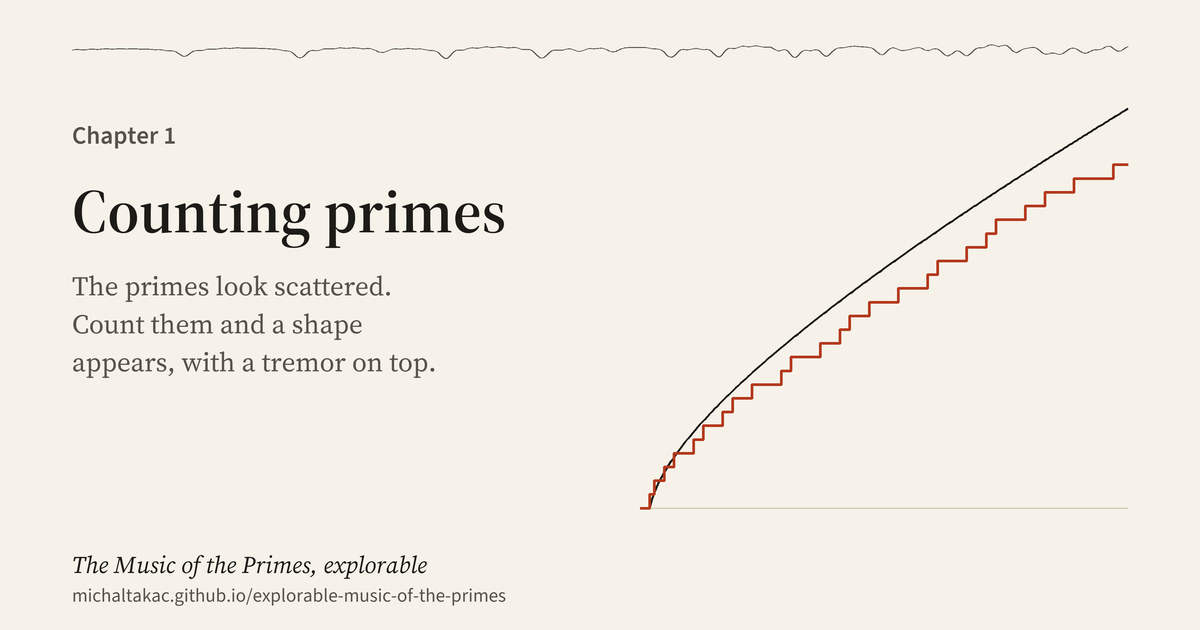 Chapter 1
Counting primes
The primes look scattered.
Count them and a shape
appears, with a tremor on top.
The Music of the Primes, explorable
michaltakac.github.io/explorable-music-of-the-primes